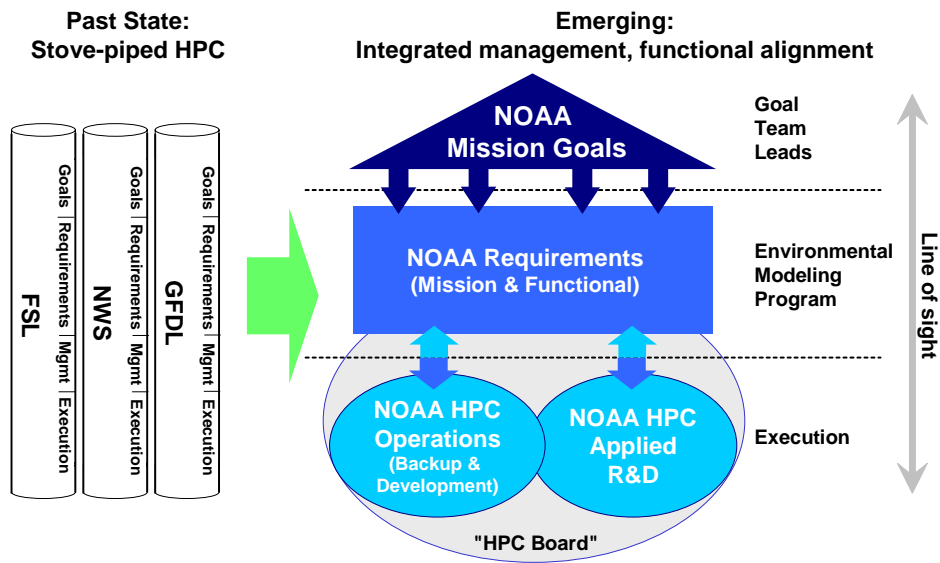 Past State:
Stove-piped HPC
Emerging:
Integrated management, functional alignment
FSL
Goals | Requirements | Mgmt | Execution
NWS
Goals | Requirements | Mgmt | Execution
GFDL
Goals | Requirements | Mgmt | Execution
NOAA
Mission Goals
Goal
Team
Leads
NOAA Requirements
(Mission & Functional)
Environmental
Modeling
Program
NOAA HPC
Operations
(Backup &
Development)
NOAA HPC
Applied
R&D
Execution
"HPC Board"
Line of sight